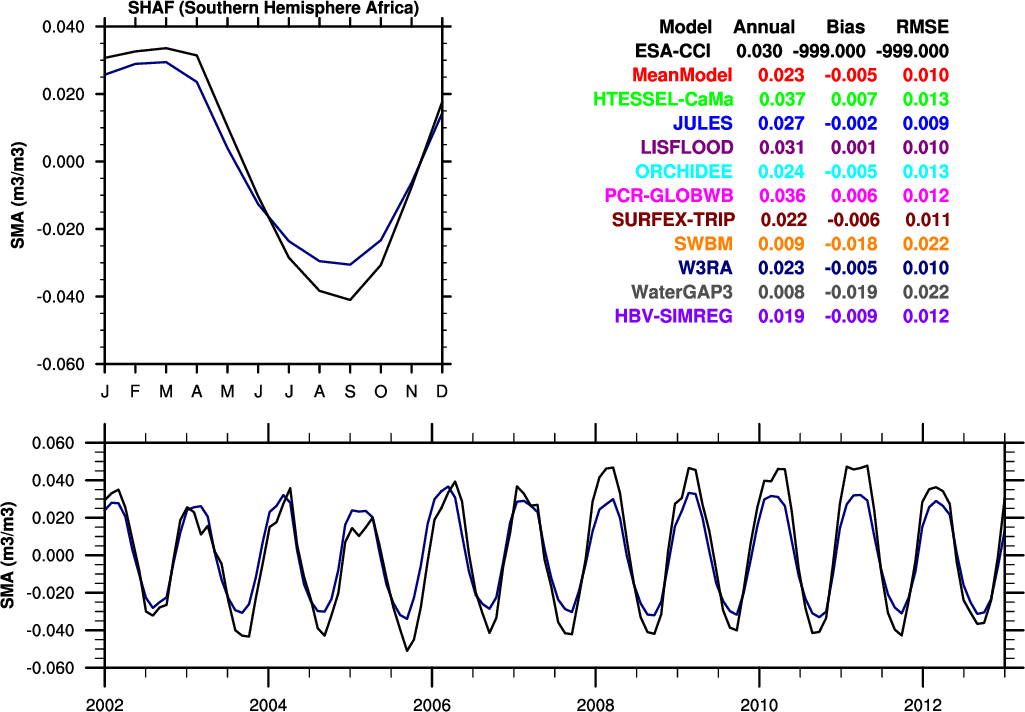 SHAF (Southern Hemisphere Africa)
0.040
0.020
0.000
-0.020
-0.040
-0.060
SMA (m3/m3)
J F M A M J J A S O N D
Model Annual Bias RMSE
ESA-CCI 0.030 -999.000 -999.000
MeanModel 0.023 -0.005 0.010
HTESSEL-CaMa 0.037 0.007 0.013
JULES 0.027 -0.002 0.009
LISFLOOD 0.031 0.001 0.010
ORCHIDEE 0.024 -0.005 0.013
PCR-GLOBWB 0.036 0.006 0.012
SURFEX-TRIP 0.022 -0.006 0.011
SWBM 0.009 -0.018 0.022
W3RA 0.023 -0.005 0.010
WaterGAP3 0.008 -0.019 0.022
HBV-SIMREG 0.019 -0.009 0.012
0.060
0.040
0.020
0.000
-0.020
-0.040
-0.060
SMA (m3/m3)
2002 2004 2006 2008 2010 2012